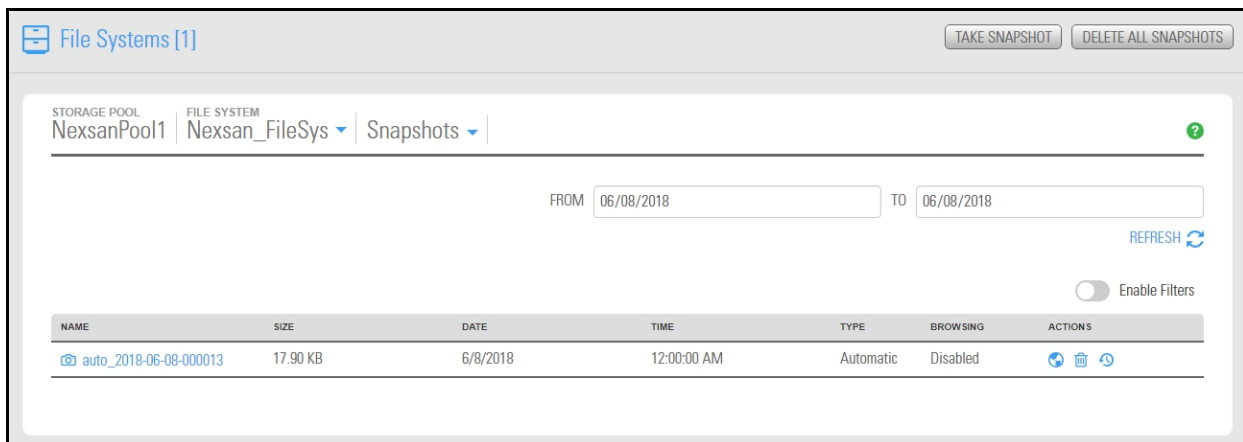 File Systems [1]
TAKE SNAPSHOT
DELETE ALL SNAPSHOTS
STORAGE POOL
NexsanPool1
FILE SYSTEM
Nexsan_FileSys
Snapshots
?
FROM 06/08/2018 TO 06/08/2018
REFRESH
Enable Filters
NAME SIZE DATE TIME TYPE BROWSING ACTIONS
auto_2018-06-08-000013 17.90 KB 6/8/2018 12:00:00 AM Automatic Disabled